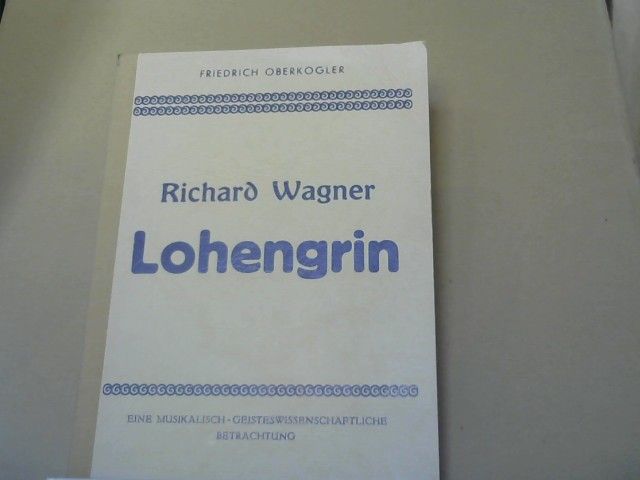 FRIEDRICH OBERKOGLER
Richard Wagner
Lohengrin
EINE MUSIKALISCH-GEISTESWISSENSCHAFTLICHE
BETRACHTUNG